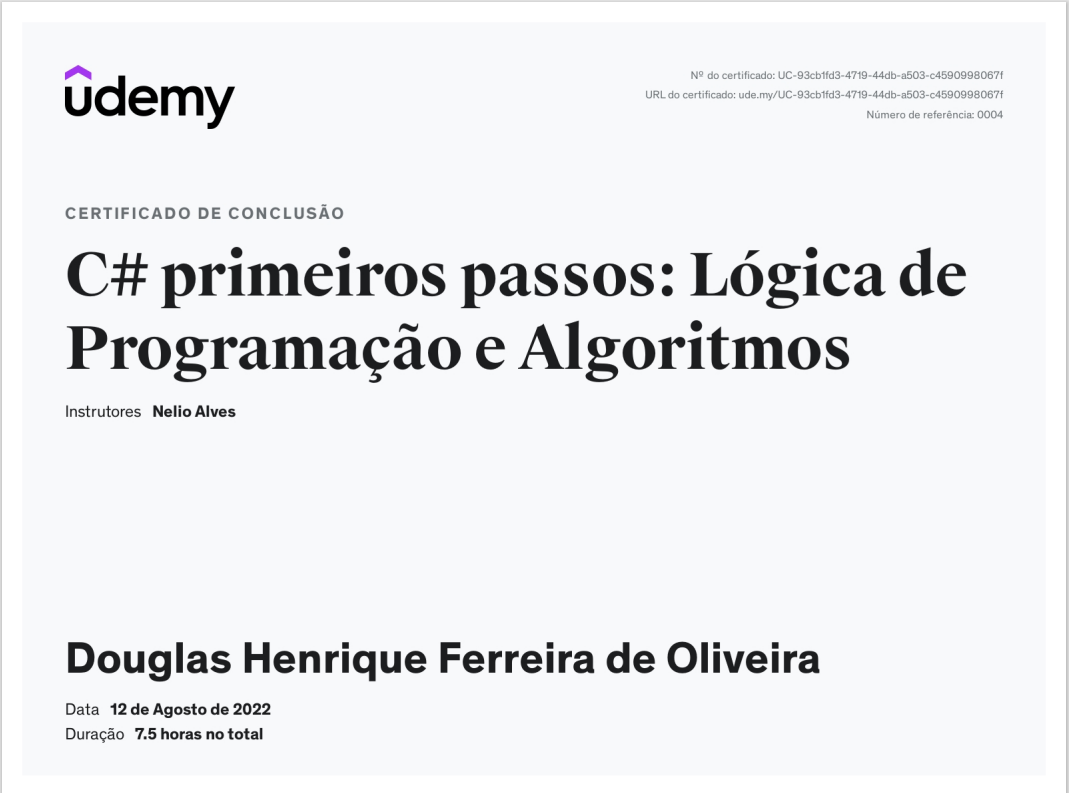 udemy
Nº do certificado: UC-93cb1fd3-4719-44db-a503-c4590998067f
URL do certificado: ude.my/UC-93cb1fd3-4719-44db-a503-c4590998067f
Número de referência: 0004
CERTIFICADO DE CONCLUSÃO
C# primeiros passos: Lógica de
Programação e Algoritmos
Instrutores Nelio Alves
Douglas Henrique Ferreira de Oliveira
Data 12 de Agosto de 2022
Duração 7.5 horas no total